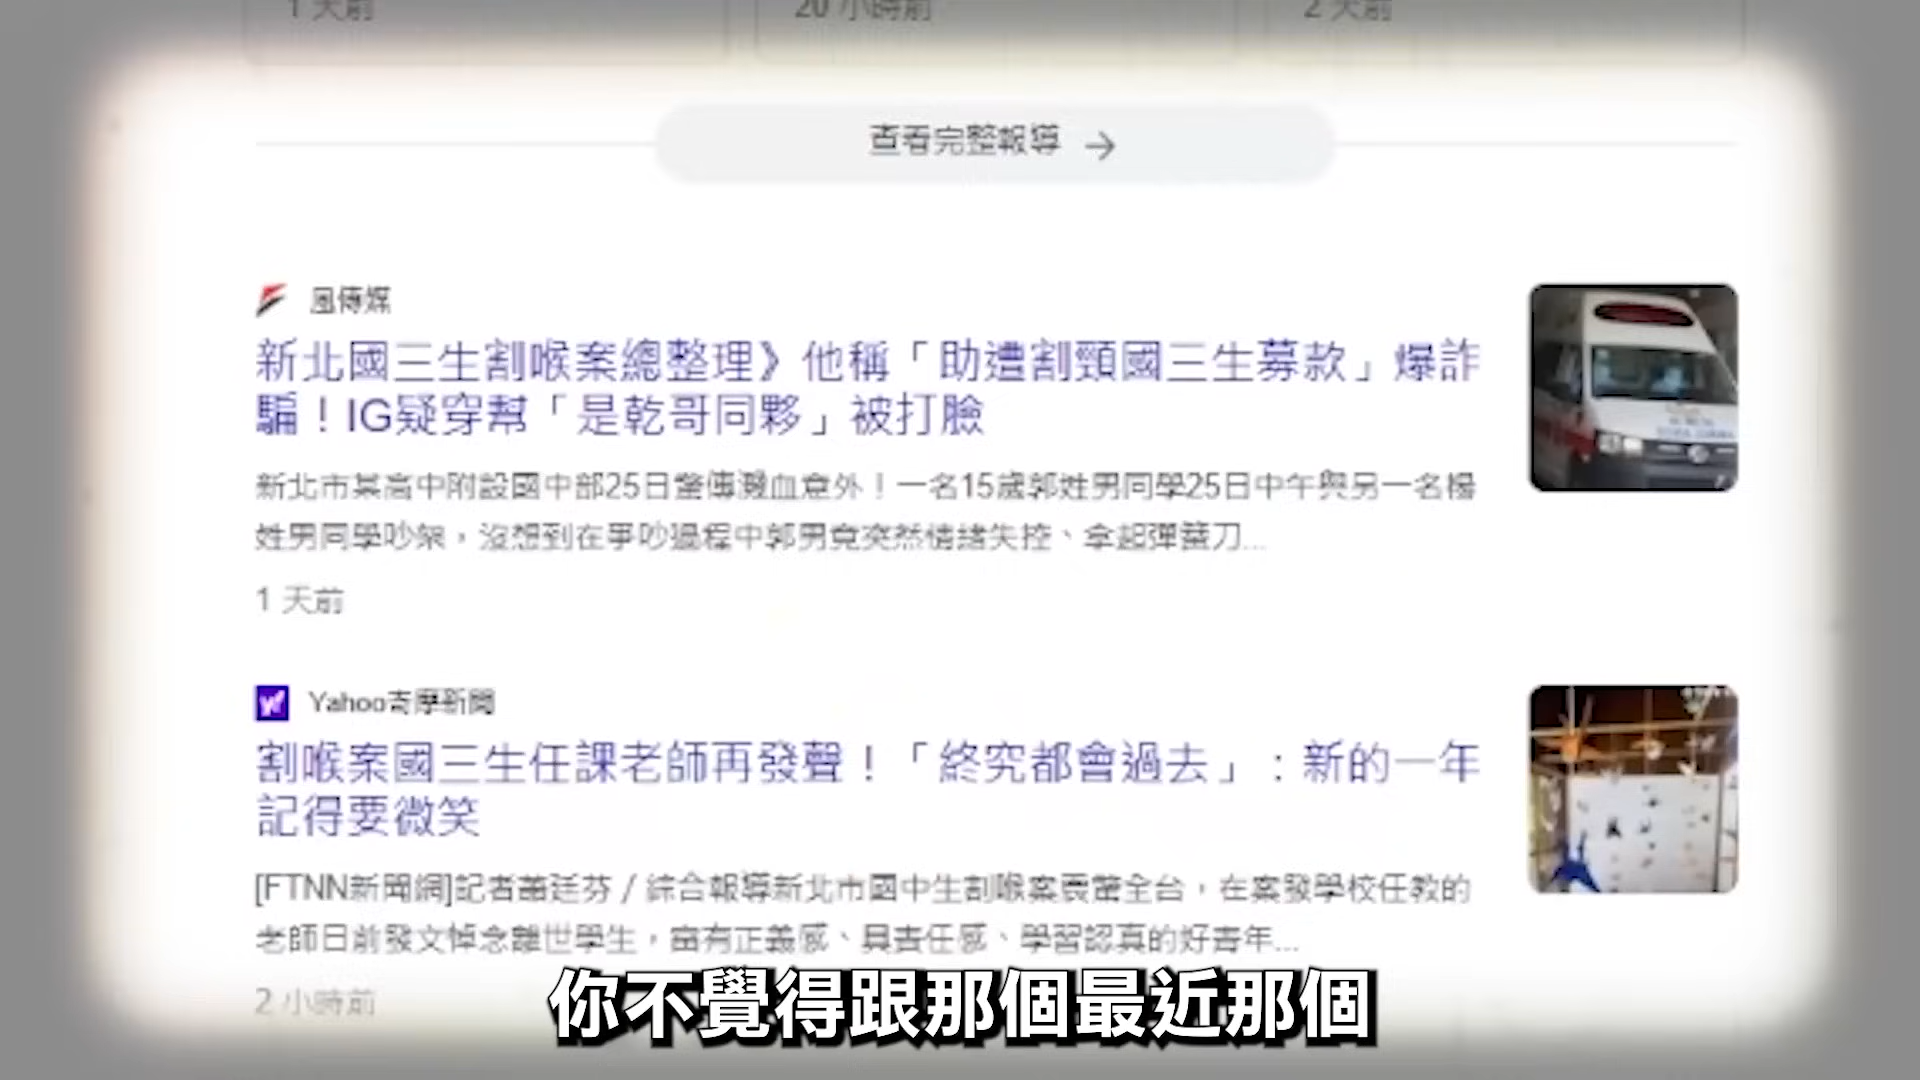 1 天前
20 小時前
2 天前
查看完整報導 →
風傳媒
新北國三生割喉案總整理》他稱「助遭割頸國三生募款」爆詐
騙！IG疑穿幫「是乾哥同夥」被打臉
新北市某高中附設國中部25日驚傳濺血意外！一名15歲郭姓男同學25日中午與另一名楊
姓男同學吵架，沒想到在爭吵過程中郭男竟突然情緒失控、拿起彈簧刀...
1 天前
Yahoo奇摩新聞
割喉案國三生任課老師再發聲！「終究都會過去」：新的一年
記得要微笑
[FTNN新聞網]記者蕭廷芬／綜合報導新北市國中生割喉案震驚全台，在案發學校任教的
老師日前發文悼念離世學生，富有正義感、具責任感、學習認真的好青年...
2 小時前
你不覺得跟那個最近那個